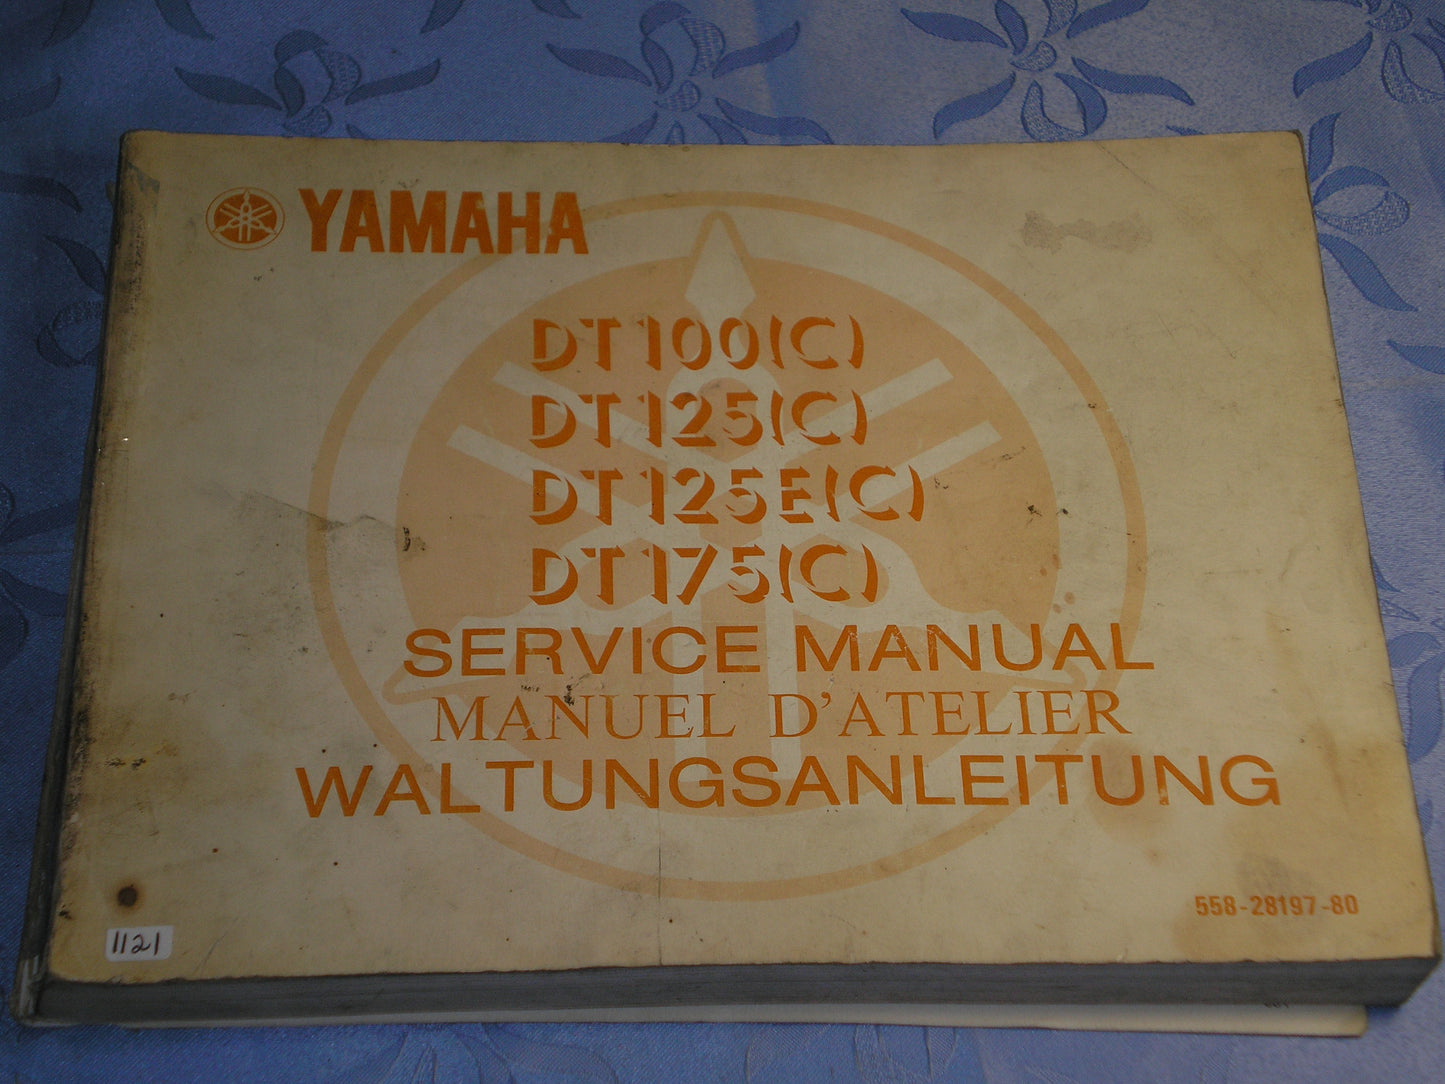 YAMAHA
DT100(C)
DT125(C)
DT125E(C)
DT175(C)
SERVICE MANUAL
MANUEL D'ATELIER
WALTUNGSANLEITUNG
558-28197-80
1121